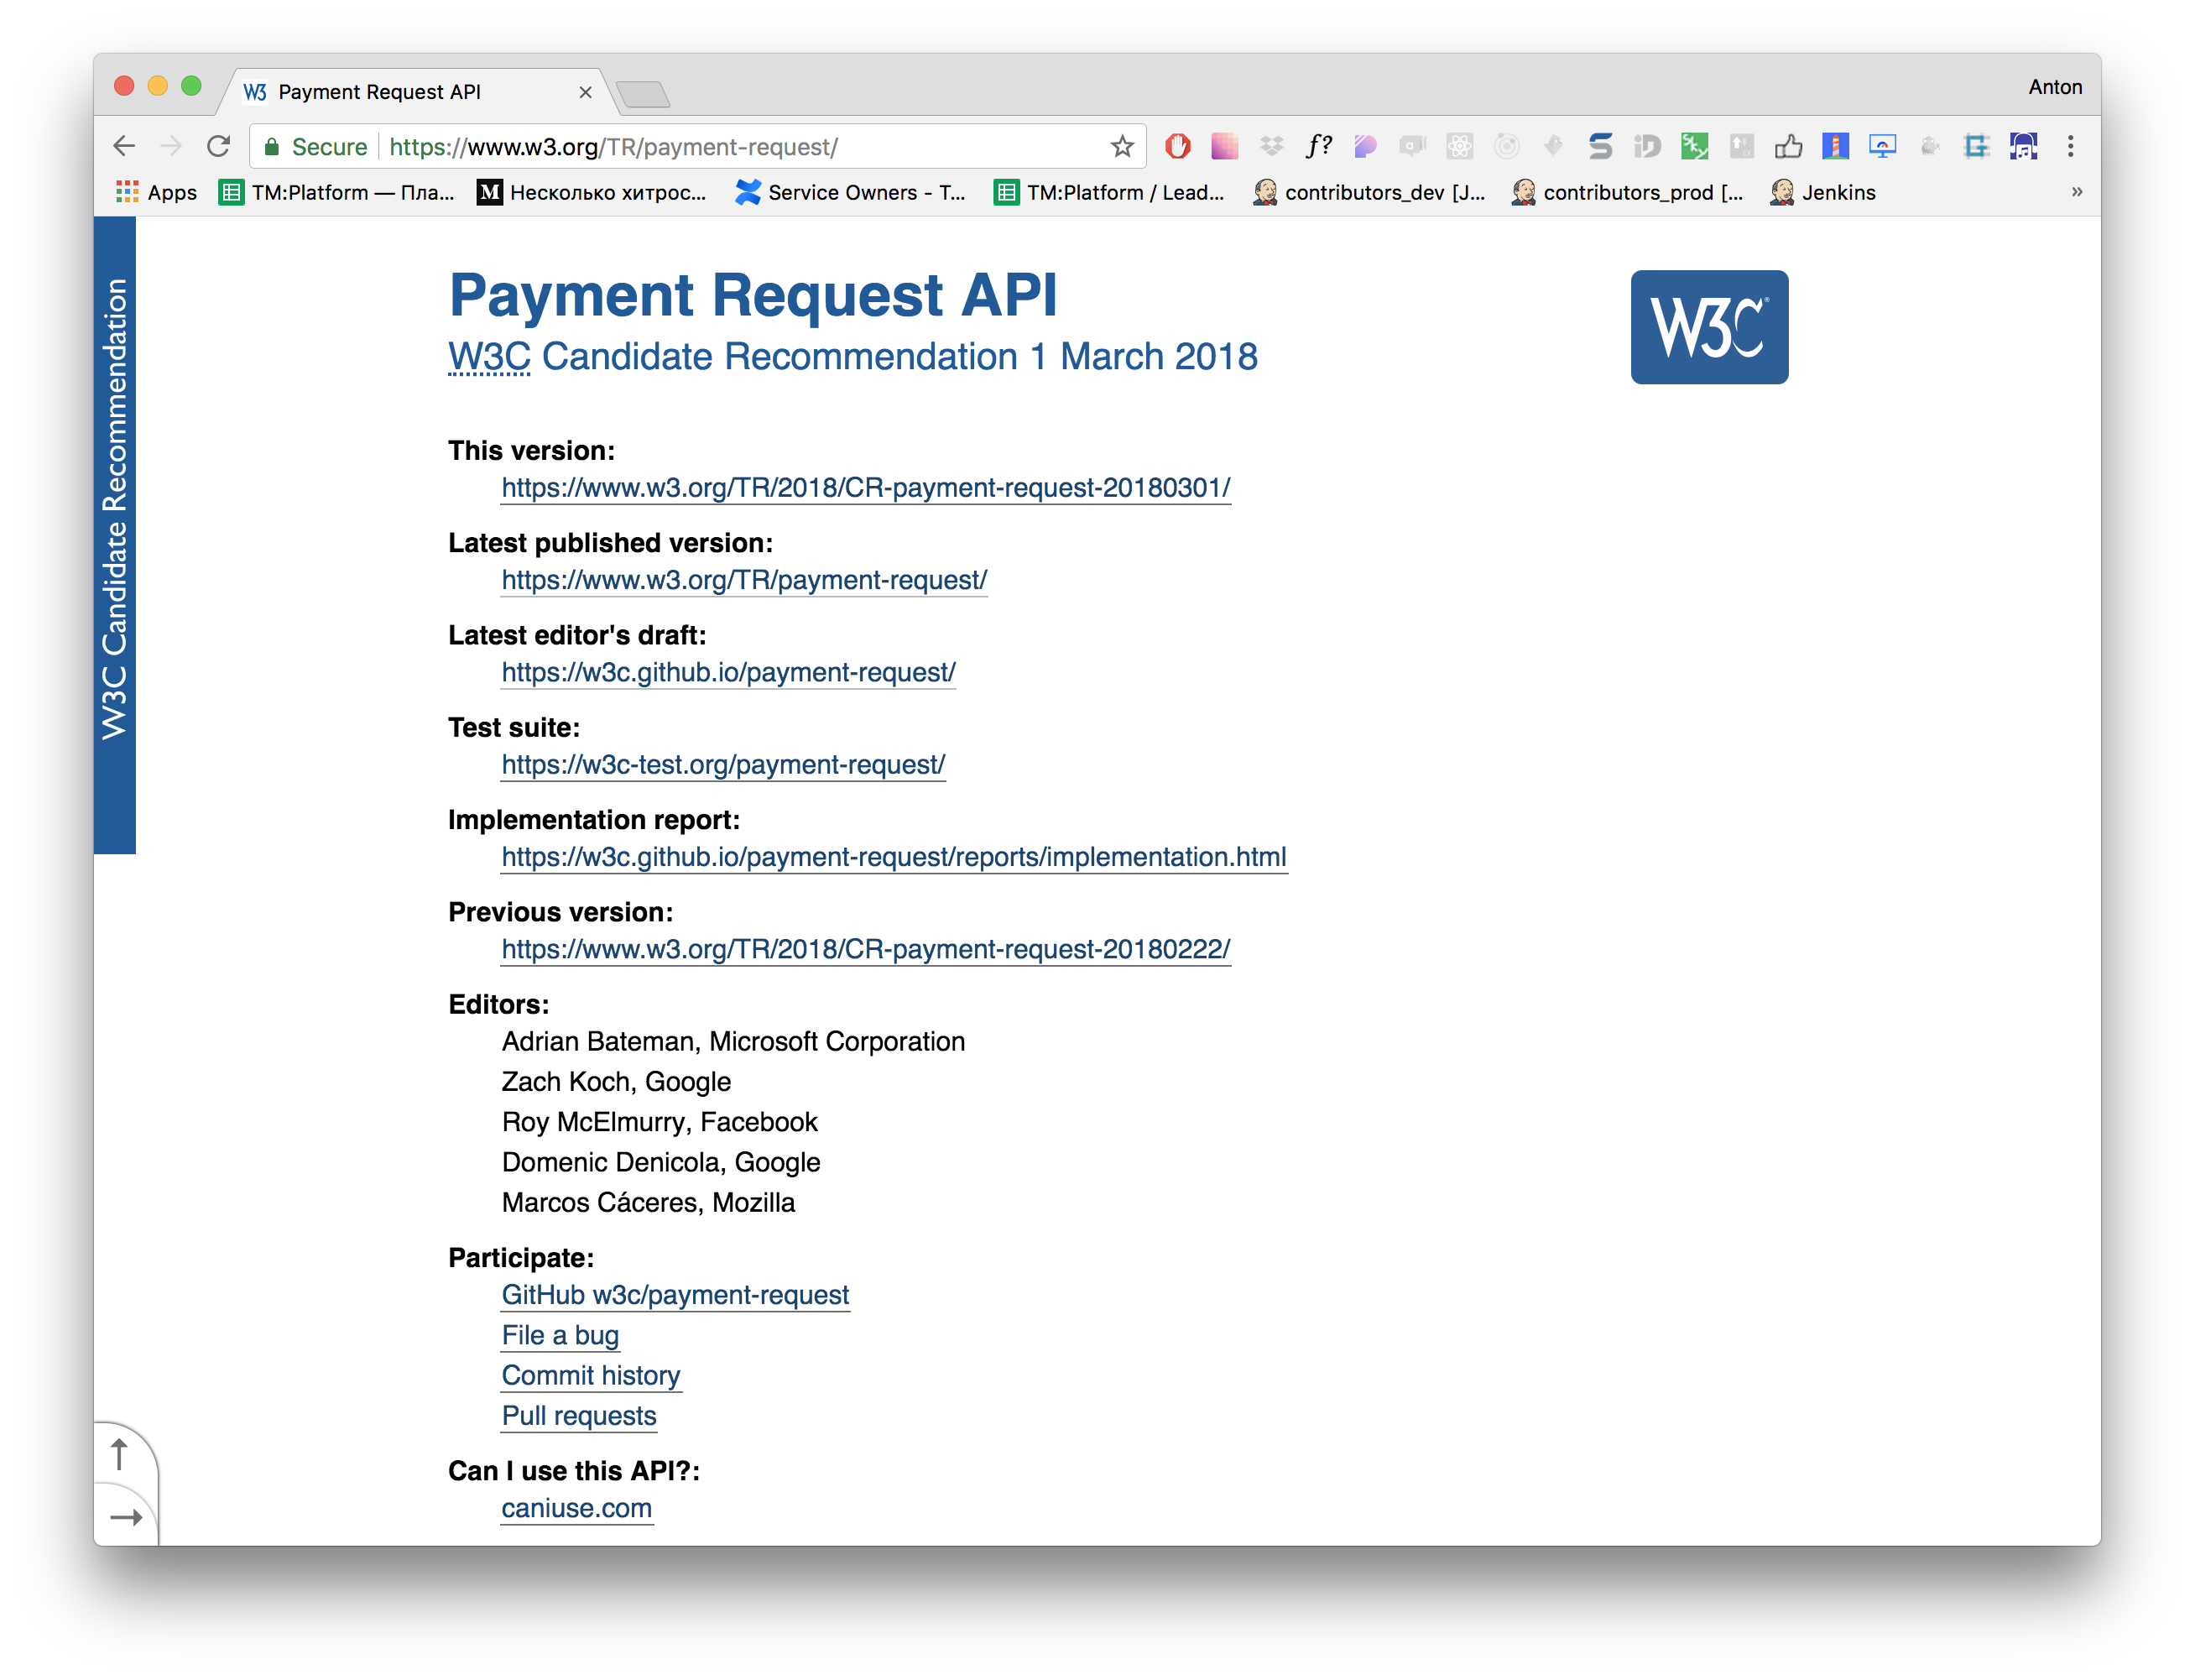 Payment Request API
Anton
Secure https://www.w3.org/TR/payment-request/
Apps TM:Platform — Пла... Несколько хитрос... Service Owners - T... TM:Platform / Lead... contributors_dev [J... contributors_prod [... Jenkins »
W3C Candidate Recommendation
Payment Request API
W3C Candidate Recommendation 1 March 2018
W3C
This version:
https://www.w3.org/TR/2018/CR-payment-request-20180301/
Latest published version:
https://www.w3.org/TR/payment-request/
Latest editor's draft:
https://w3c.github.io/payment-request/
Test suite:
https://w3c-test.org/payment-request/
Implementation report:
https://w3c.github.io/payment-request/reports/implementation.html
Previous version:
https://www.w3.org/TR/2018/CR-payment-request-20180222/
Editors:
Adrian Bateman, Microsoft Corporation
Zach Koch, Google
Roy McElmurry, Facebook
Domenic Denicola, Google
Marcos Cáceres, Mozilla
Participate:
GitHub w3c/payment-request
File a bug
Commit history
Pull requests
Can I use this API?:
caniuse.com